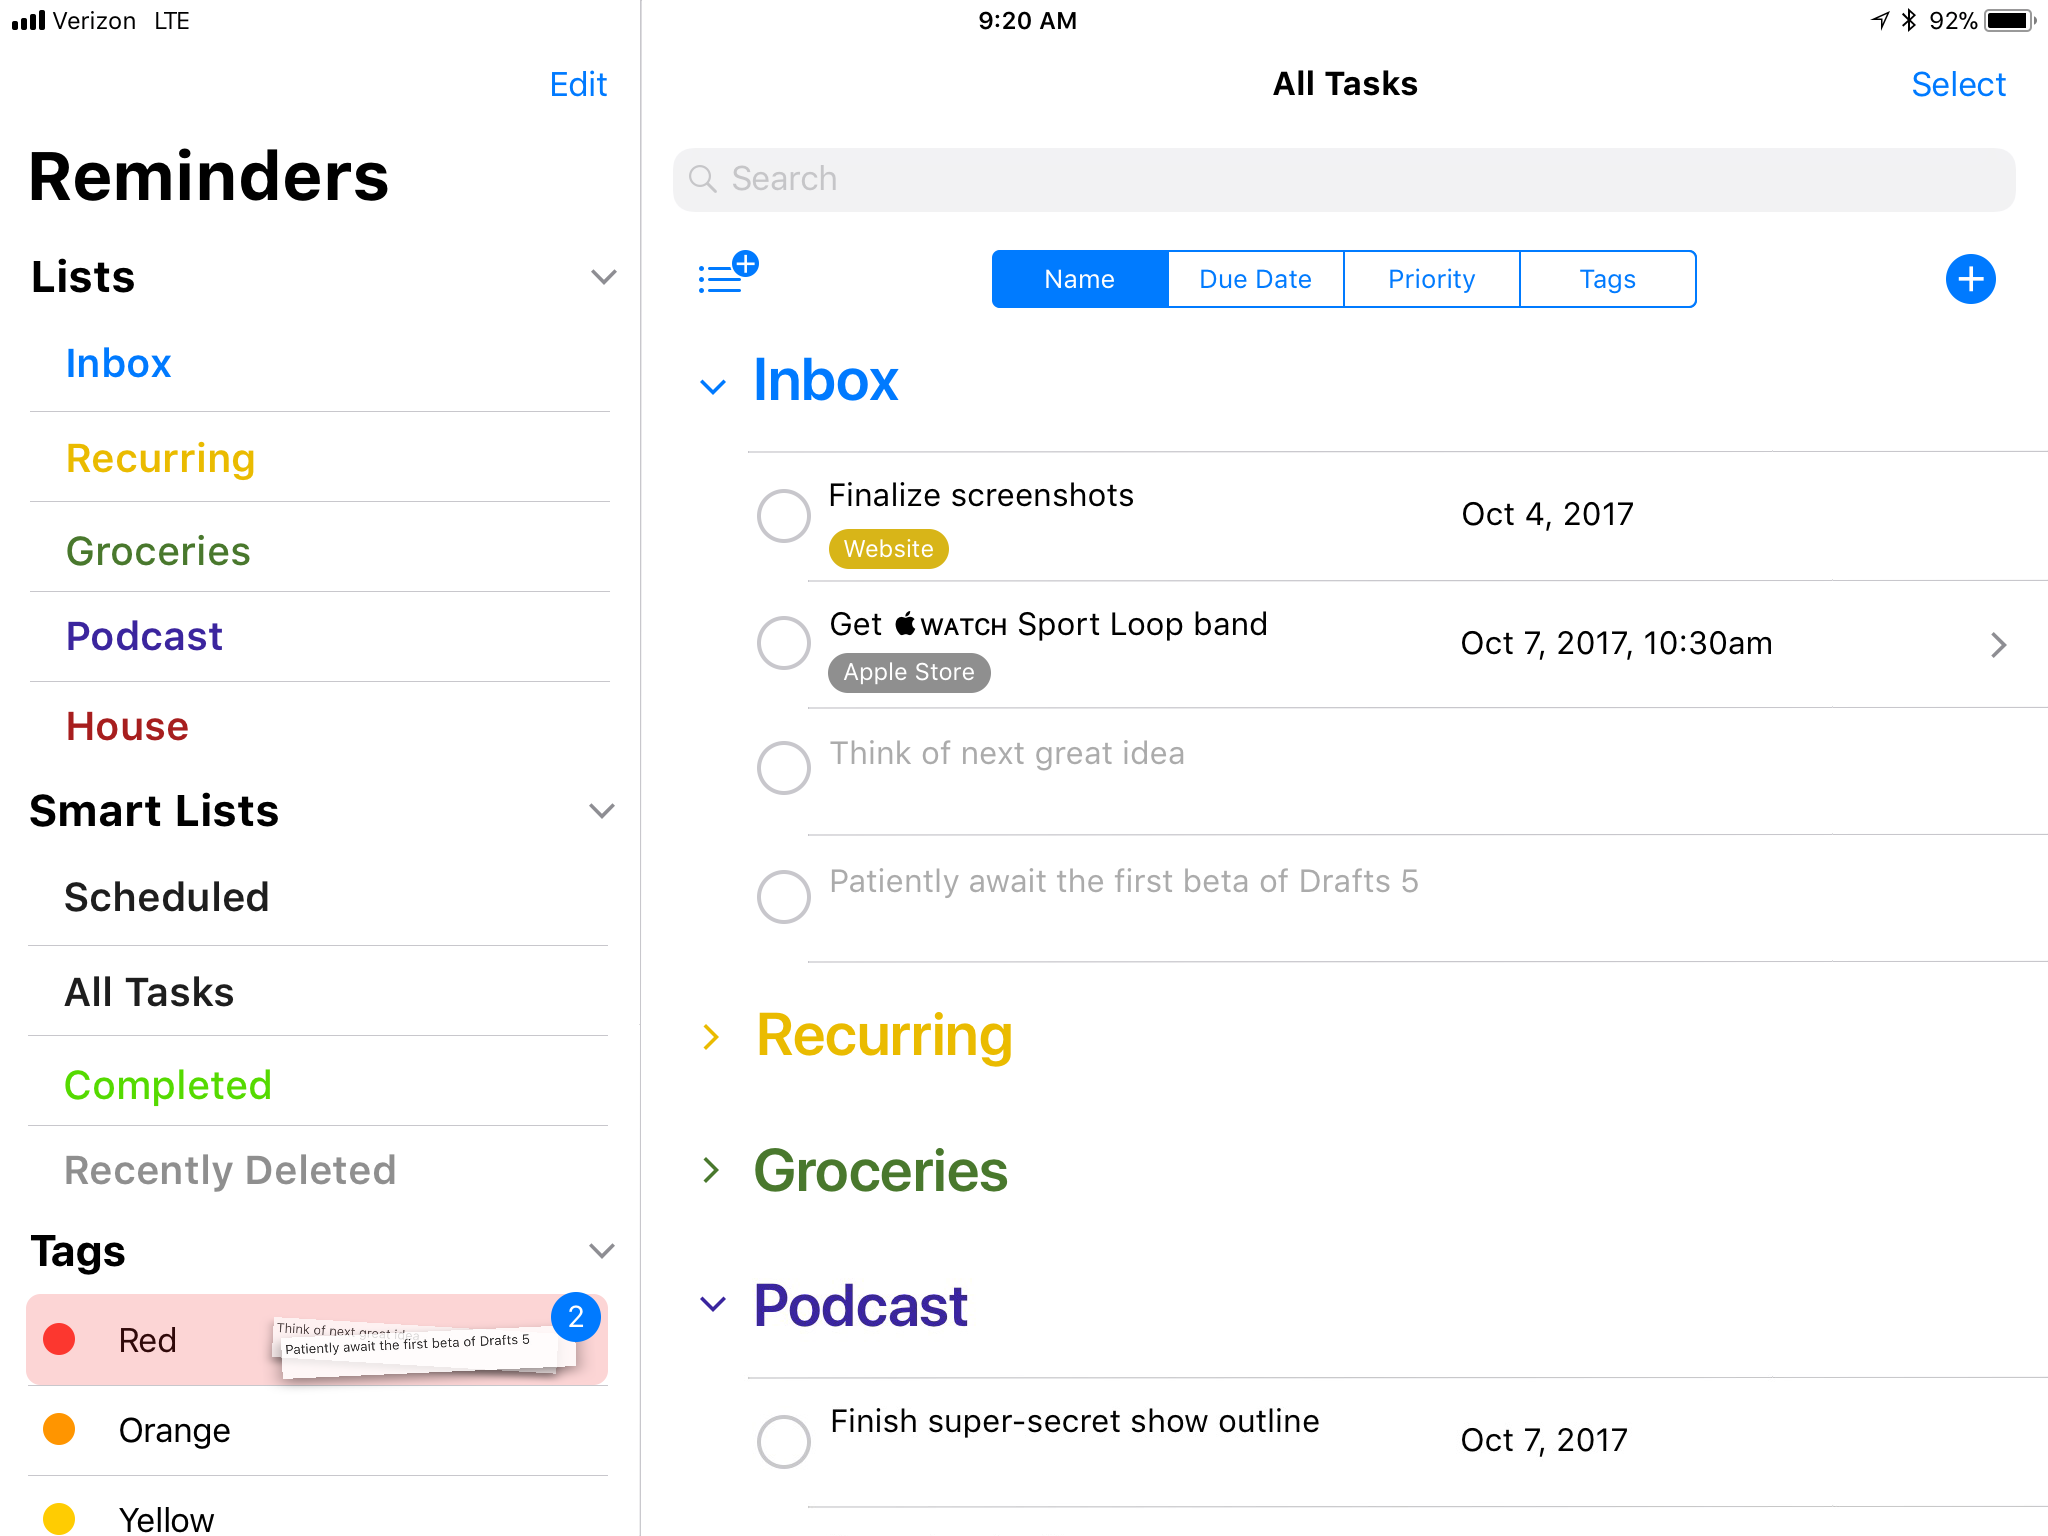 Verizon LTE
9:20 AM
92%
Edit
Reminders
Lists
Inbox
Recurring
Groceries
Podcast
House
Smart Lists
Scheduled
All Tasks
Completed
Recently Deleted
Tags
Red
Think of next great idea
Patiently await the first beta of Drafts 5
2
Orange
Yellow
All Tasks
Select
Search
Name
Due Date
Priority
Tags
Inbox
Finalize screenshots
Oct 4, 2017
Website
Get WATCH Sport Loop band
Oct 7, 2017, 10:30am
Apple Store
Think of next great idea
Patiently await the first beta of Drafts 5
Recurring
Groceries
Podcast
Finish super-secret show outline
Oct 7, 2017